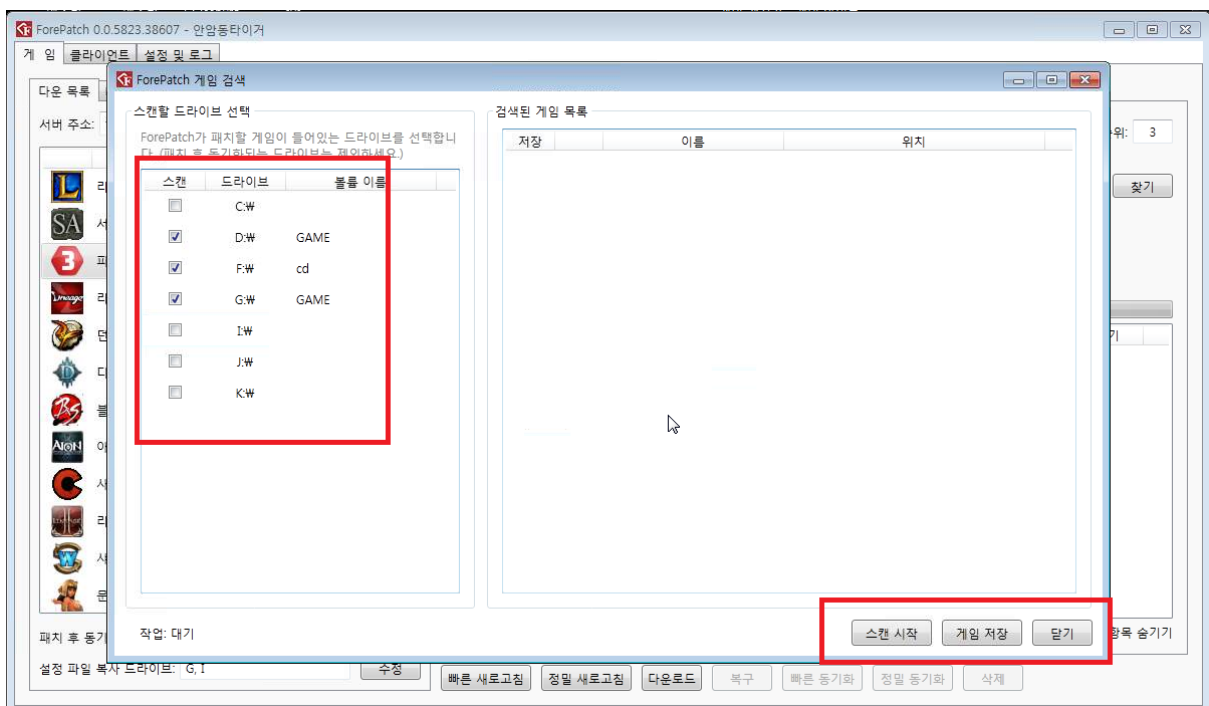 ForePatch 0.0.5823.38607 - 안암동타이거
게 임 클라이언트 설정 및 로그
다운 목록
서버 주소:
ForePatch 게임 검색
스캔할 드라이브 선택
ForePatch가 패치할 게임이 들어있는 드라이브를 선택합니
다. (패치 후 동기화되는 드라이브는 제외하세요.)
스캔 드라이브 볼륨 이름
C:₩
D:₩ GAME
F:₩ cd
G:₩ GAME
I:₩
J:₩
K:₩
검색된 게임 목록
저장 이름 위치
3
찾기
작업: 대기
스캔 시작 게임 저장 닫기
패치 후 동기
항목 숨기기
설정 파일 복사 드라이브: G, I 수정
빠른 새로고침 정밀 새로고침 다운로드 복구 빠른 동기화 정밀 동기화 삭제